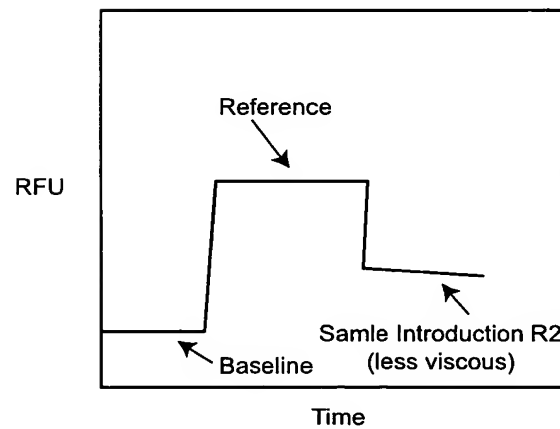 Reference
RFU
Samle Introduction R2
(less viscous)
Baseline
Time